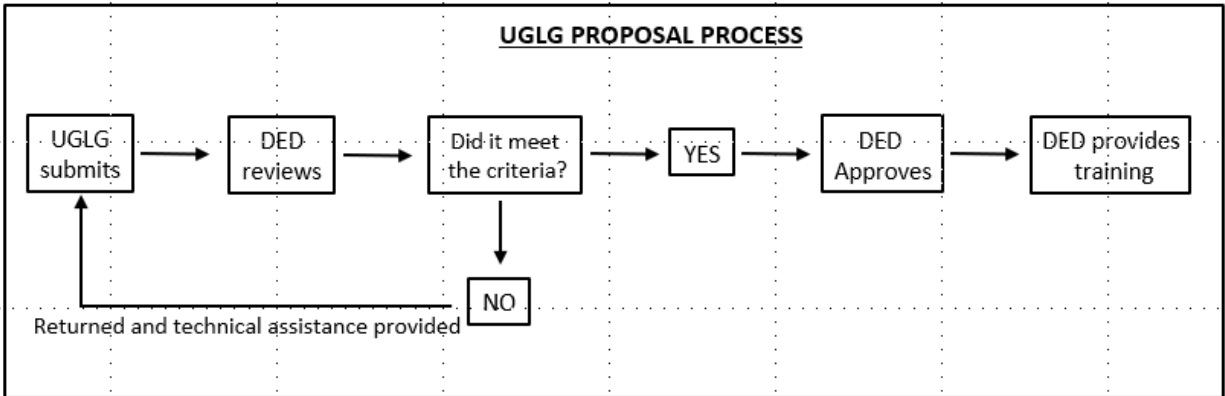 UGLG PROPOSAL PROCESS
UGLG
submits
DED
reviews
Did it meet
the criteria?
YES
DED
Approves
DED provides
training
NO
Returned and technical assistance provided